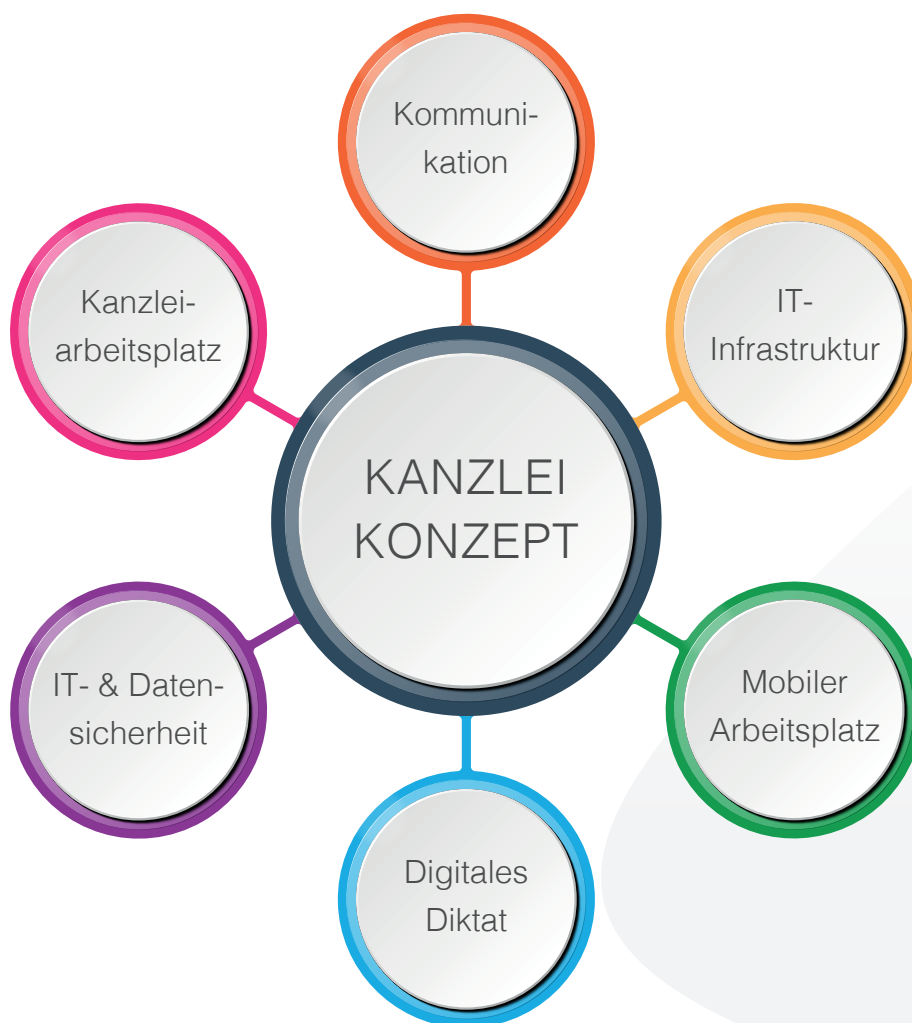 Kommuni-
kation
Kanzlei-
arbeitsplatz
IT-
Infrastruktur
KANZLEI
KONZEPT
IT- & Daten-
sicherheit
Mobiler
Arbeitsplatz
Digitales
Diktat